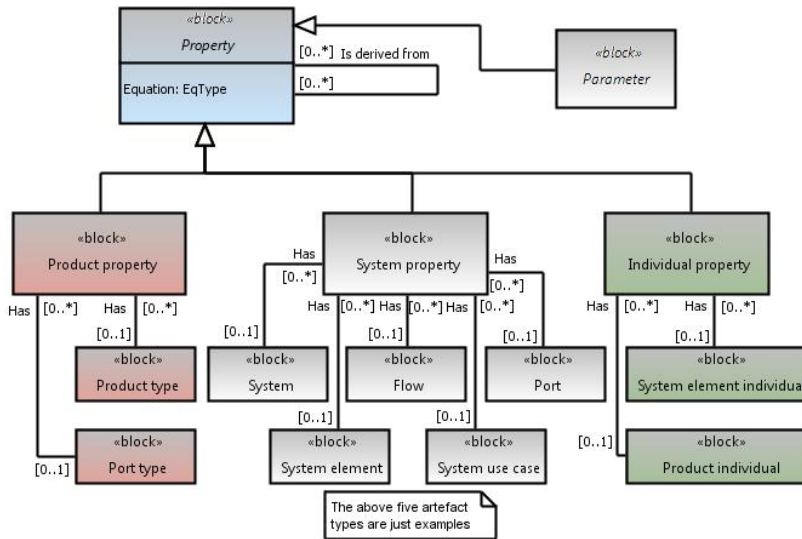 «block»
Property
Equation: EqType
[0..*] Is derived from
[0..*]
«block»
Parameter
«block»
Product property
«block»
System property
«block»
Individual property
Has [0..*] Has [0..*]
[0..1]
«block»
Product type
[0..1]
«block»
Port type
Has
[0..*]
[0..1]
Has [0..*]
[0..1]
Has [0..*]
[0..1]
Has [0..*]
[0..1]
Has
[0..*]
[0..1]
«block»
System
«block»
Flow
«block»
Port
«block»
System element
«block»
System use case
Has [0..*] Has [0..*]
[0..1]
«block»
System element individual
[0..1]
«block»
Product individual
The above five artefact
types are just examples